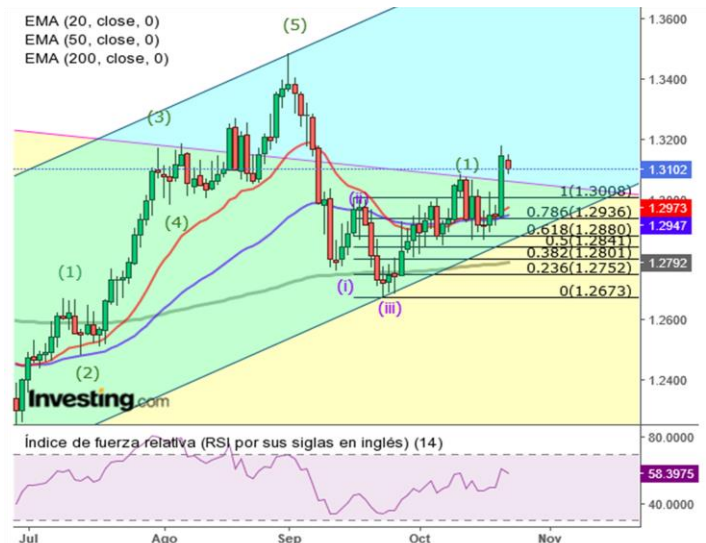 EMA (20, close, 0)
EMA (50, close, 0)
EMA (200, close, 0)
(5)
1.3600
1.3400
(3)
1.3200
(1)
1.3102
1(1.3008)
(ii)
1.2973
(4)
0.786(1.2936)
1.2947
0.618(1.2880)
0.5(1.2841)
0.382(1.2801)
1.2792
(1)
0.236(1.2752)
(i)
(iii)
0(1.2673)
1.2600
(2)
1.2400
Investing.com
Índice de fuerza relativa (RSI por sus siglas en inglés) (14)
80.0000
58.3975
40.0000
Jul Ago Sep Oct Nov